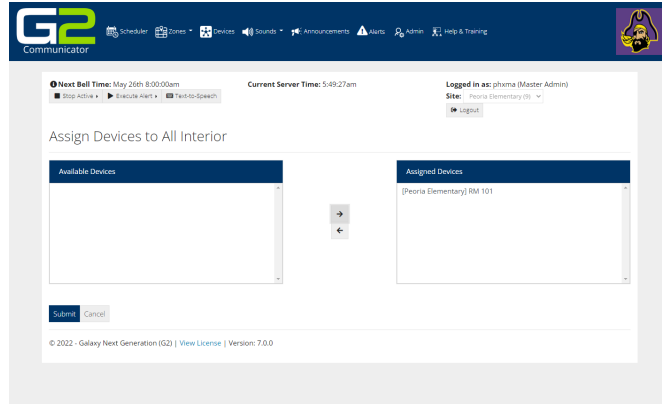 G2
Communicator
Scheduler Zones Devices Sounds Announcements Alerts Admin Help & Training
Next Bell Time: May 26th 8:00:00am Current Server Time: 5:49:27am Logged in as: phxma (Master Admin)
Stop Active Execute Alert Text-to-Speech Site: Peoria Elementary (9)
Logout
Assign Devices to All Interior
Available Devices Assigned Devices
[Peoria Elementary] RM 101
Submit Cancel
© 2022 - Galaxy Next Generation (G2) | View License | Version: 7.0.0